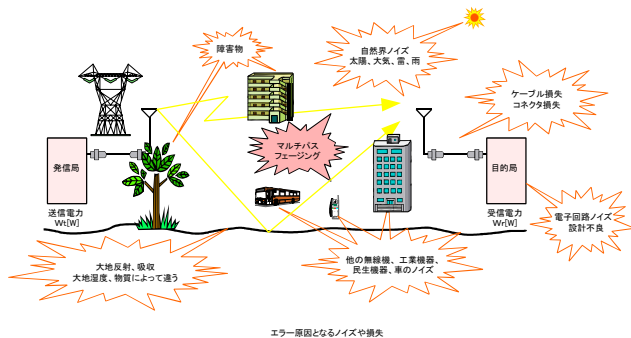 障害物
自然界ノイズ
太陽、大気、雷、雨
ケーブル損失
コネクタ損失
マルチパス
フェージング
発信局
目的局
送信電力
Wt[W]
受信電力
Wr[W]
電子回路ノイズ
設計不良
大地反射、吸収
大地湿度、物質によって違う
他の無線機、工業機器、
民生機器、車のノイズ
エラー原因となるノイズや損失